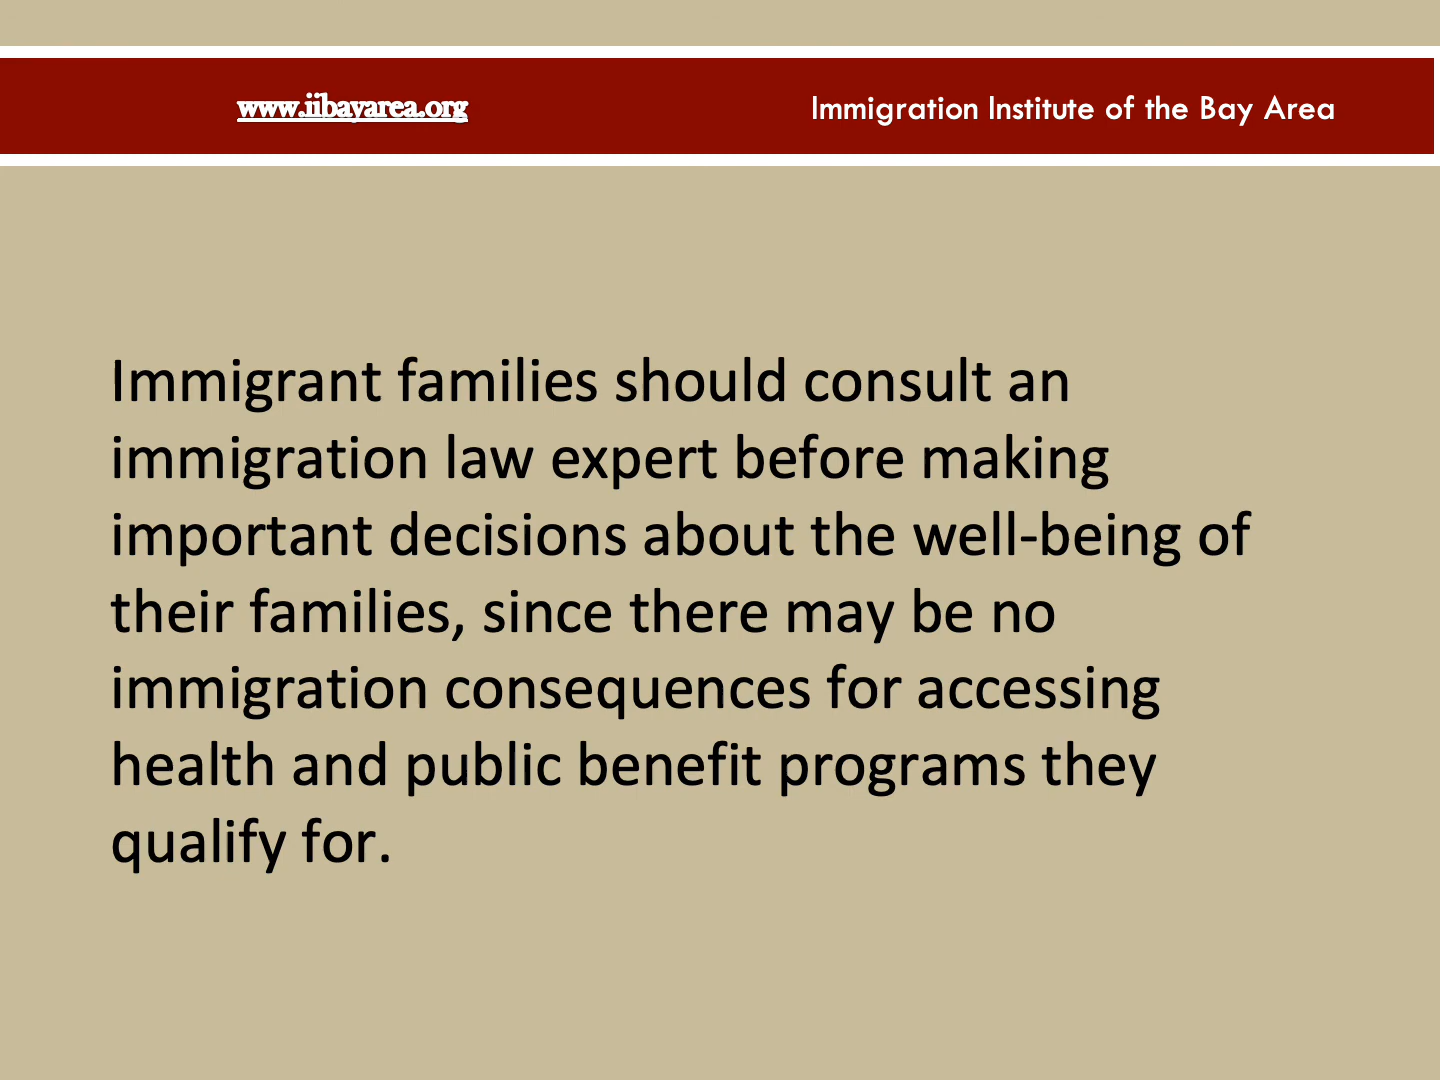 www.iibayarea.org
Immigration Institute of the Bay Area
Immigrant families should consult an
immigration law expert before making
important decisions about the well-being of
their families, since there may be no
immigration consequences for accessing
health and public benefit programs they
qualify for.